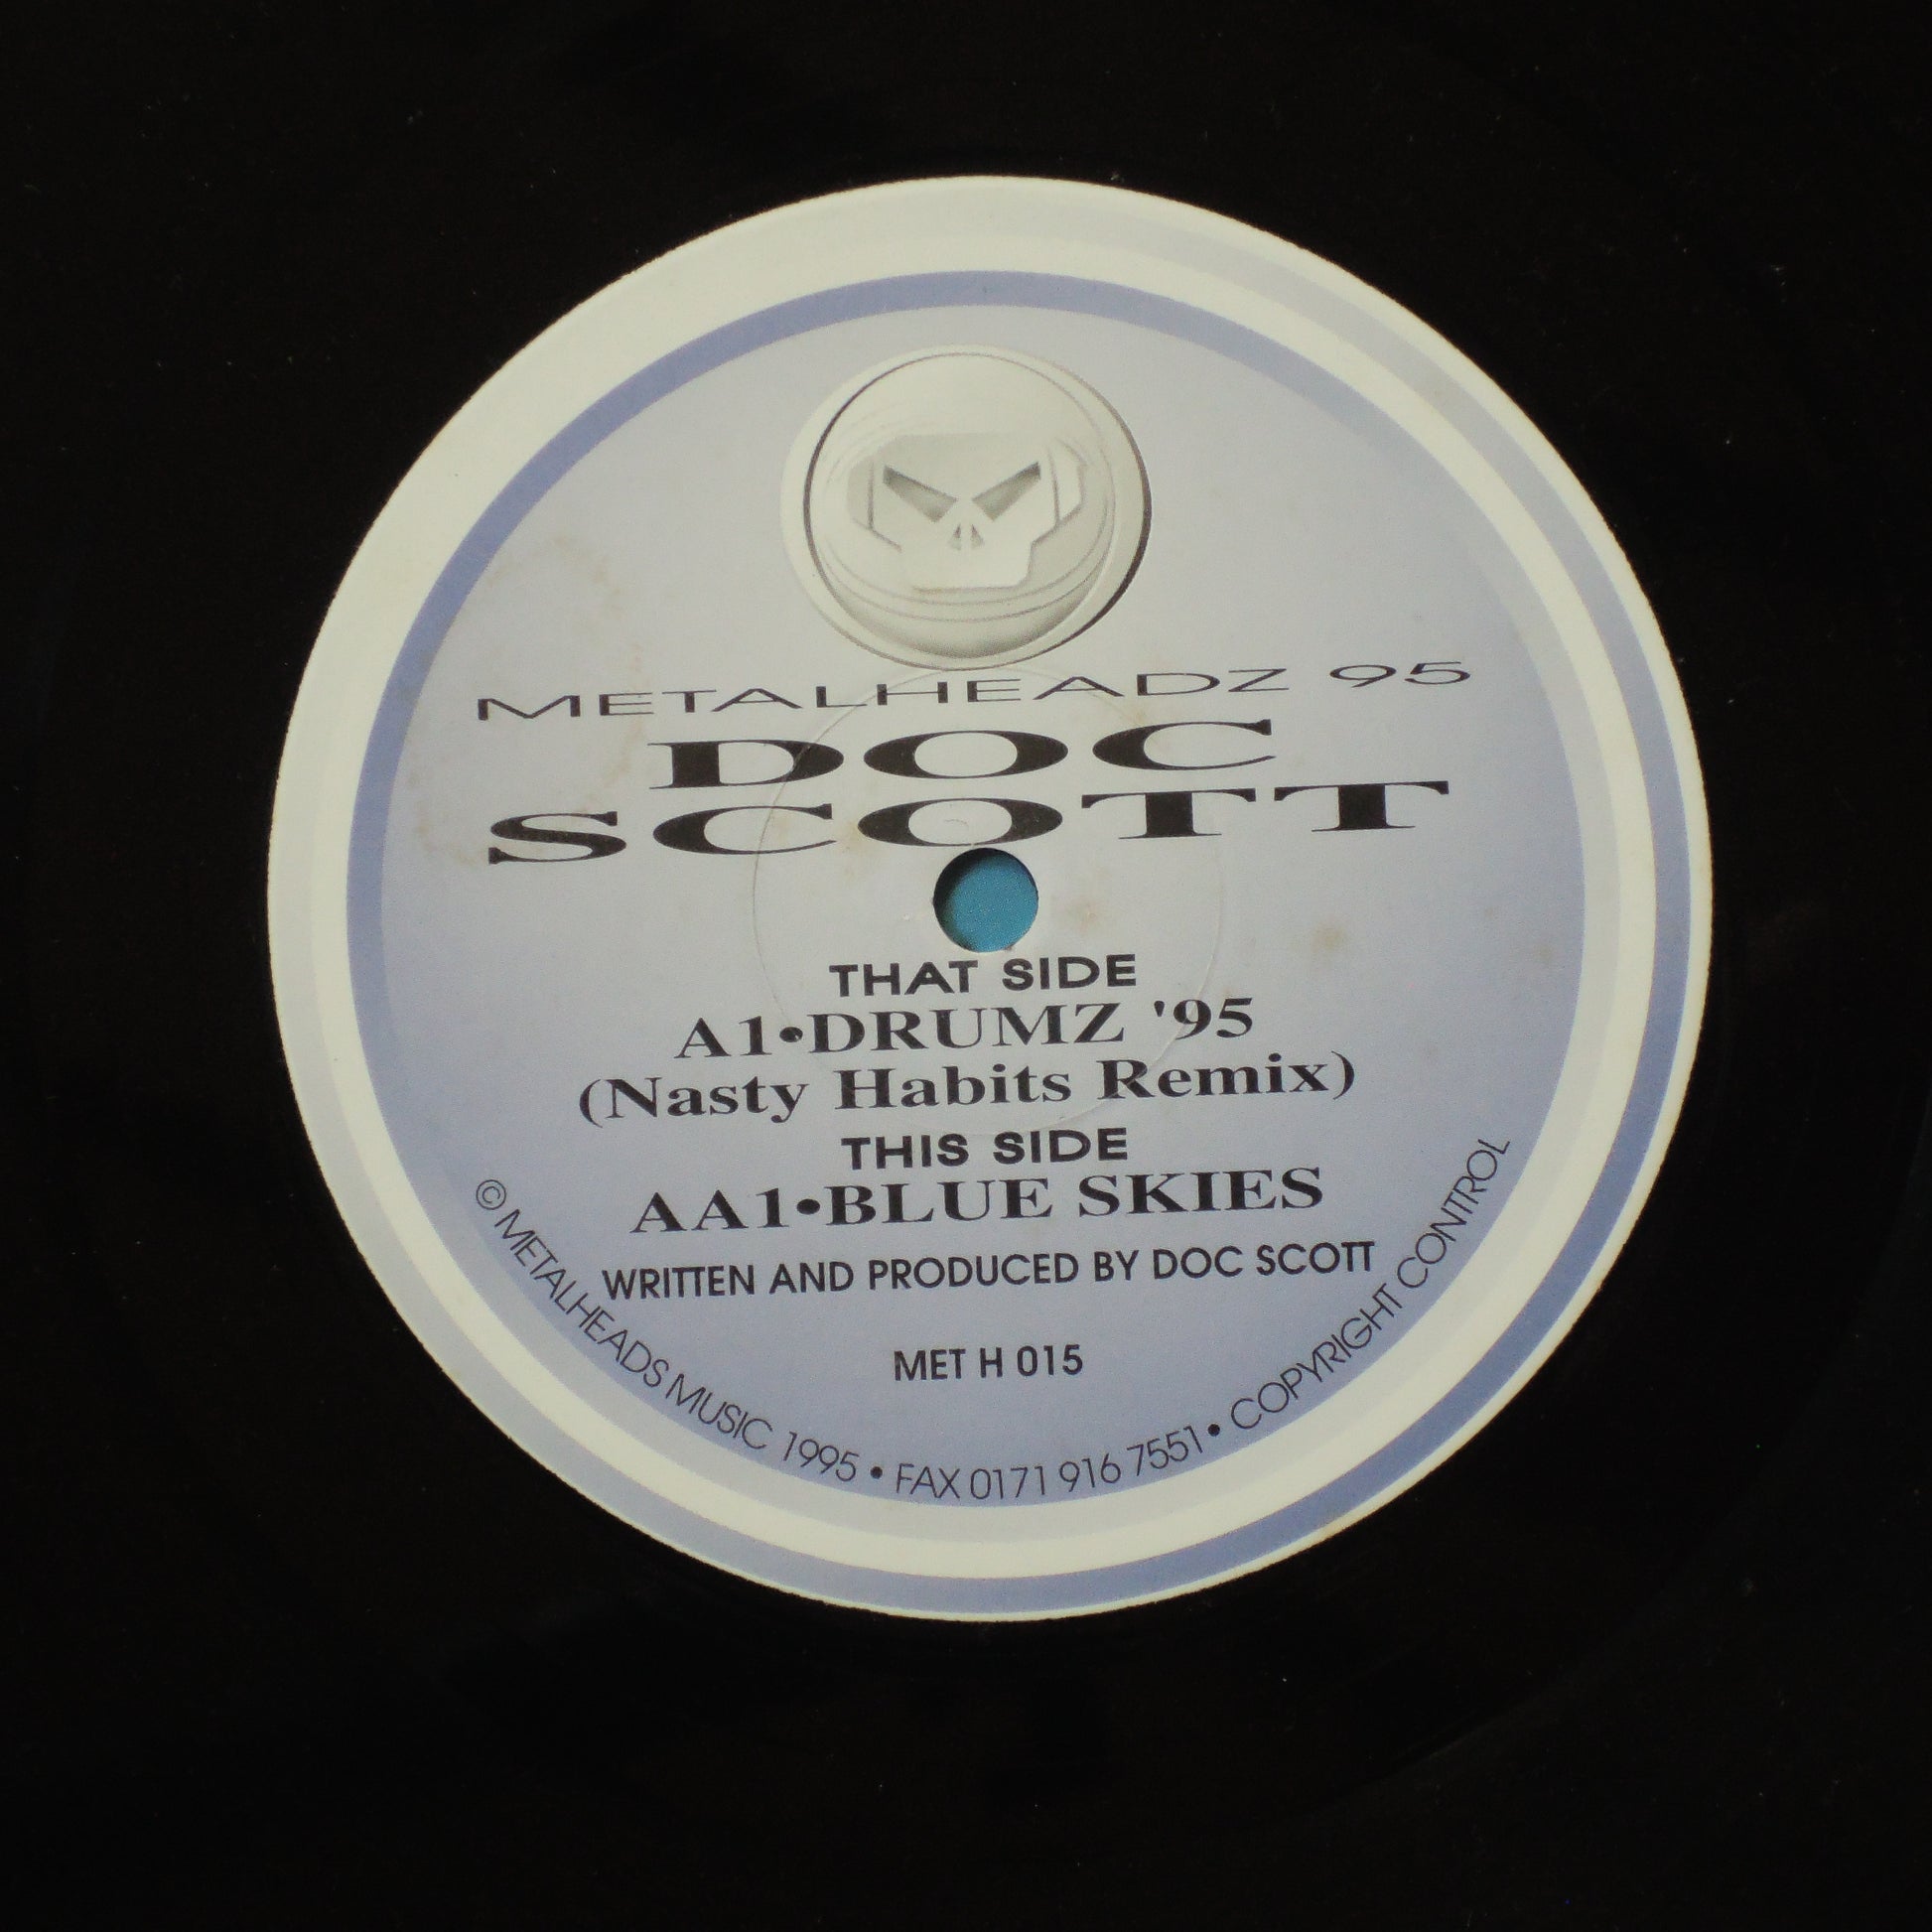 METALHEADZ 95
DOC
SCOTT
THAT SIDE
A1•DRUMZ '95
(Nasty Habits Remix)
THIS SIDE
AA1•BLUE SKIES
WRITTEN AND PRODUCED BY DOC SCOTT
MET H 015
© METALHEADS MUSIC 1995 • FAX 0171 916 7551 • COPYRIGHT CONTROL